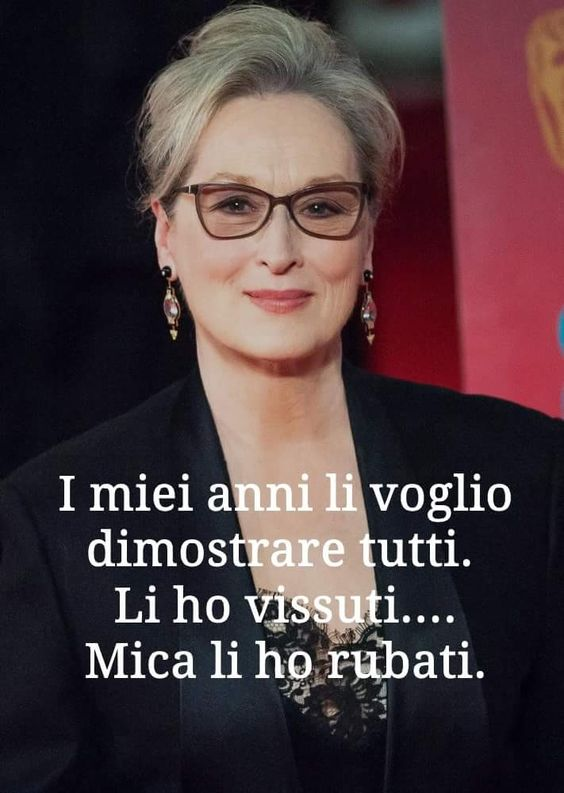 I miei anni li voglio
dimostrare tutti.
Li ho vissuti....
Mica li ho rubati.